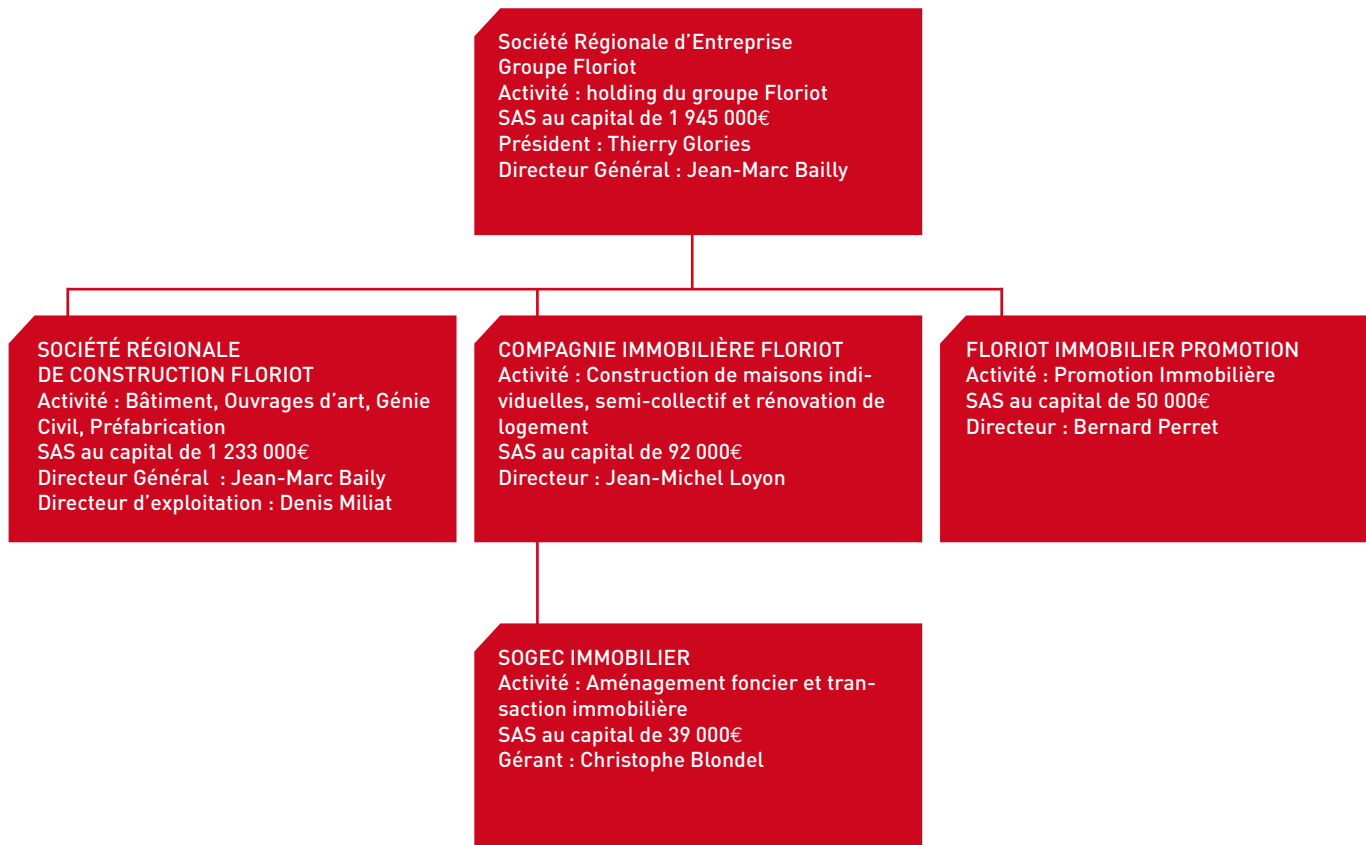 Société Régionale d’Entreprise
Groupe Floriot
Activité : holding du groupe Floriot
SAS au capital de 1 945 000€
Président : Thierry Glories
Directeur Général : Jean-Marc Bailly
SOCIÉTÉ RÉGIONALE
DE CONSTRUCTION FLORIOT
Activité : Bâtiment, Ouvrages d’art, Génie
Civil, Préfabrication
SAS au capital de 1 233 000€
Directeur Général : Jean-Marc Baily
Directeur d’exploitation : Denis Miliat
COMPAGNIE IMMOBILIÈRE FLORIOT
Activité : Construction de maisons indi-
viduelles, semi-collectif et rénovation de
logement
SAS au capital de 92 000€
Directeur : Jean-Michel Loyon
FLORIOT IMMOBILIER PROMOTION
Activité : Promotion Immobilière
SAS au capital de 50 000€
Directeur : Bernard Perret
SOGEC IMMOBILIER
Activité : Aménagement foncier et tran-
saction immobilière
SAS au capital de 39 000€
Gérant : Christophe Blondel